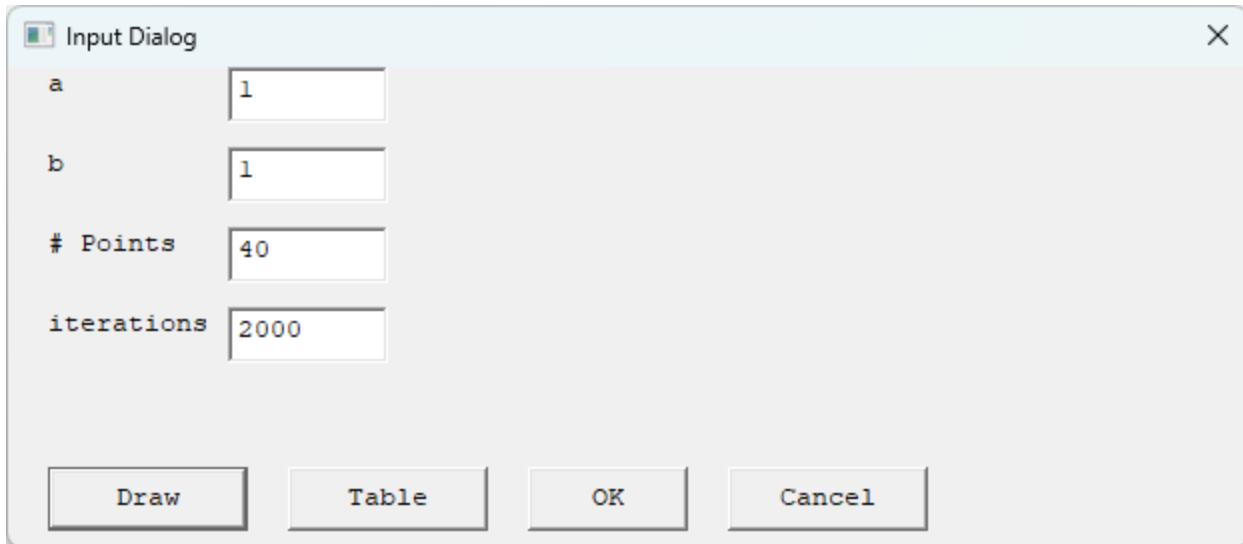 Input Dialog
a 1
b 1
# Points 40
iterations 2000
Draw Table OK Cancel